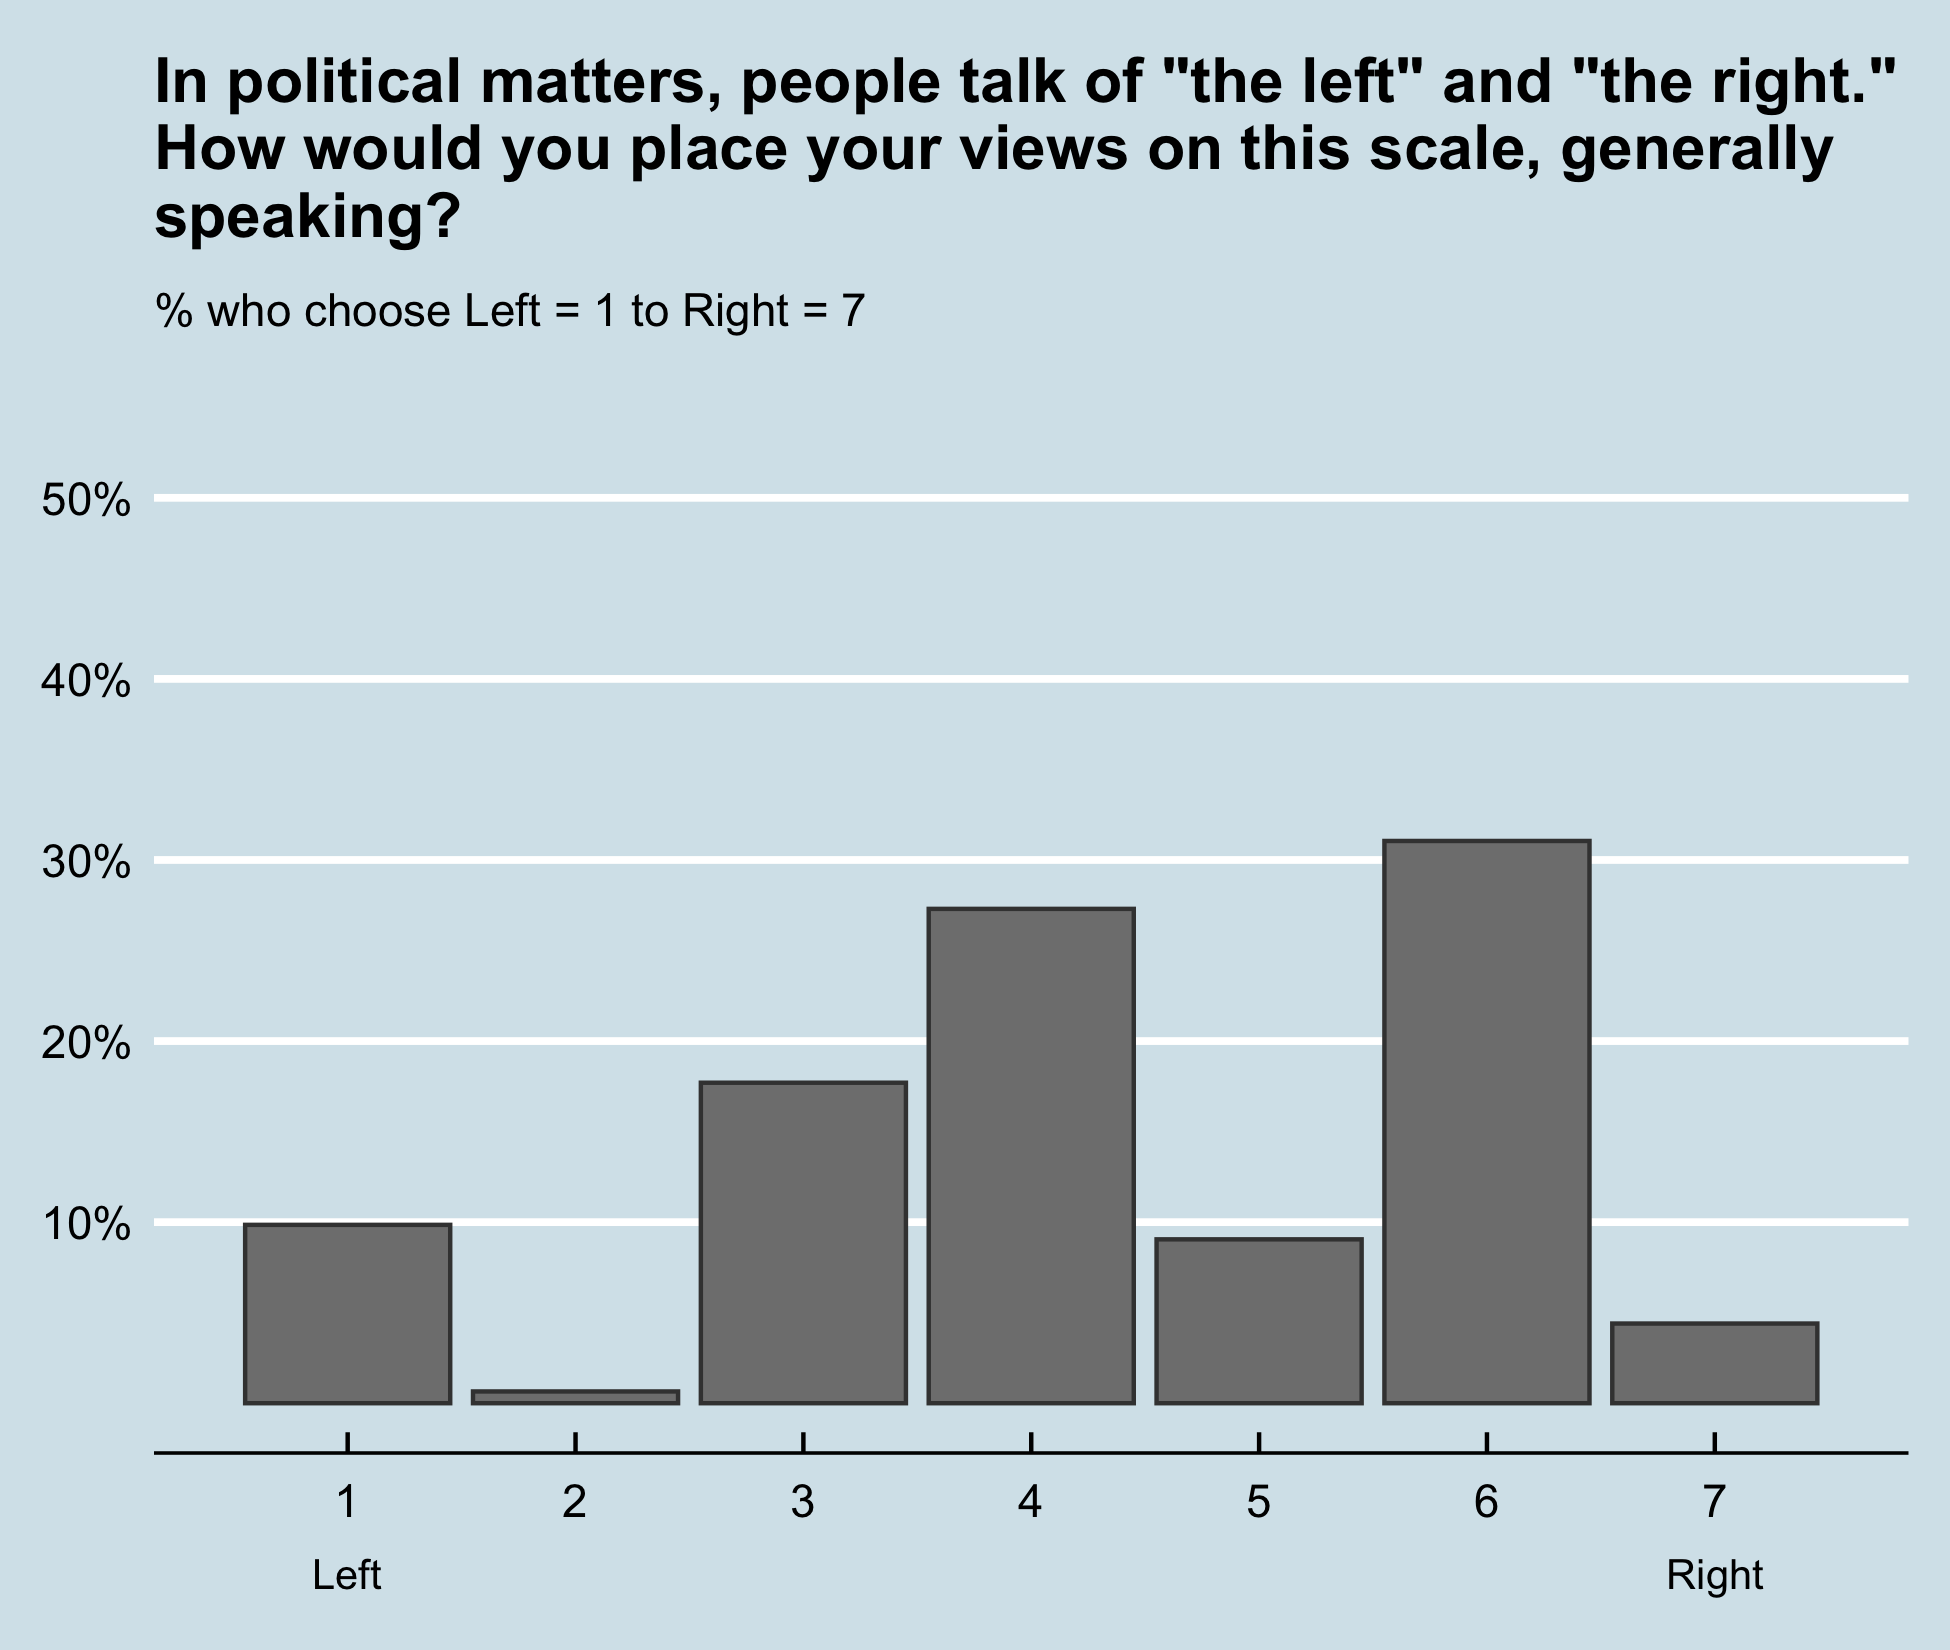 In political matters, people talk of "the left" and "the right."
How would you place your views on this scale, generally
speaking?
% who choose Left = 1 to Right = 7
50%
40%
30%
20%
10%
1 2 3 4 5 6 7
Left Right